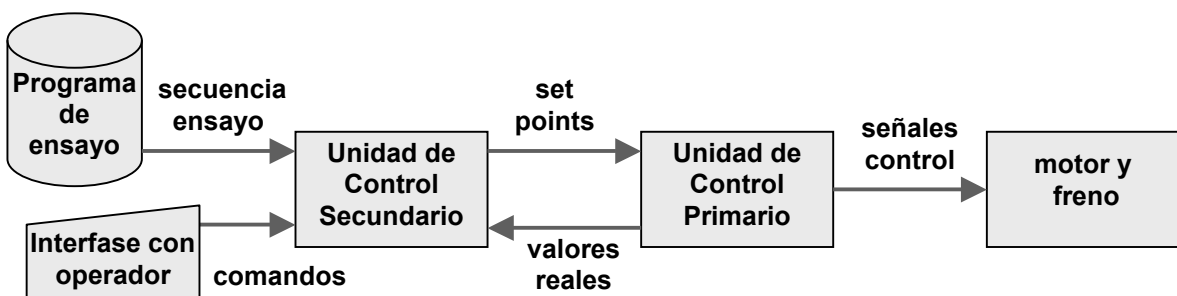 Programa
de
ensayo
secuencia
ensayo
Unidad de
Control
Secundario
set
points
Unidad de
Control
Primario
señales
control
motor y
freno
Interfase con
operador
comandos
valores
reales